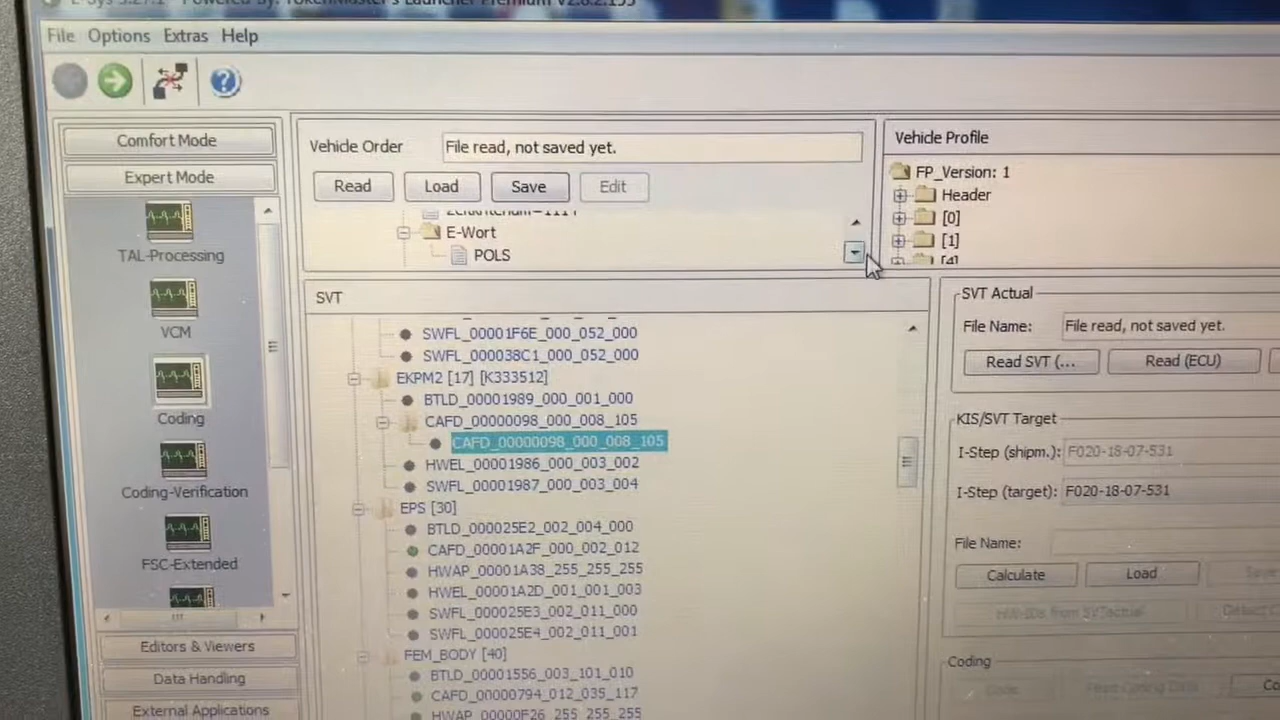 E-Sys 3.27.1 - Powered By: TokenMaster's Launcher Premium V2.8.2.155
File Options Extras Help
Comfort Mode
Expert Mode
TAL-Processing
VCM
Coding
Coding-Verification
FSC-Extended
Editors & Viewers
Data Handling
External Applications
Vehicle Order File read, not saved yet.
Read Load Save Edit
E-Wort
POLS
Vehicle Profile
FP_Version: 1
Header
[0]
[1]
[4]
SVT
SWFL_00001F6E_000_052_000
SWFL_000038C1_000_052_000
EKPM2 [17] [K333512]
BTLD_00001989_000_001_000
CAFD_00000098_000_008_105
CAFD_00000098_000_008_105
HWEL_00001986_000_003_002
SWFL_00001987_000_003_004
EPS [30]
BTLD_000025E2_002_004_000
CAFD_00001A2F_000_002_012
HWAP_00001A38_255_255_255
HWEL_00001A2D_001_001_003
SWFL_000025E3_002_011_000
SWFL_000025E4_002_011_001
FEM_BODY [40]
BTLD_00001556_003_101_010
CAFD_00000794_012_035_117
HWAP_00000F26_255_255_255
SVT Actual
File Name: File read, not saved yet.
Read SVT (... Read (ECU)
KIS/SVT Target
I-Step (shipm.): F020-18-07-531
I-Step (target): F020-18-07-531
File Name:
Calculate Load
Coding